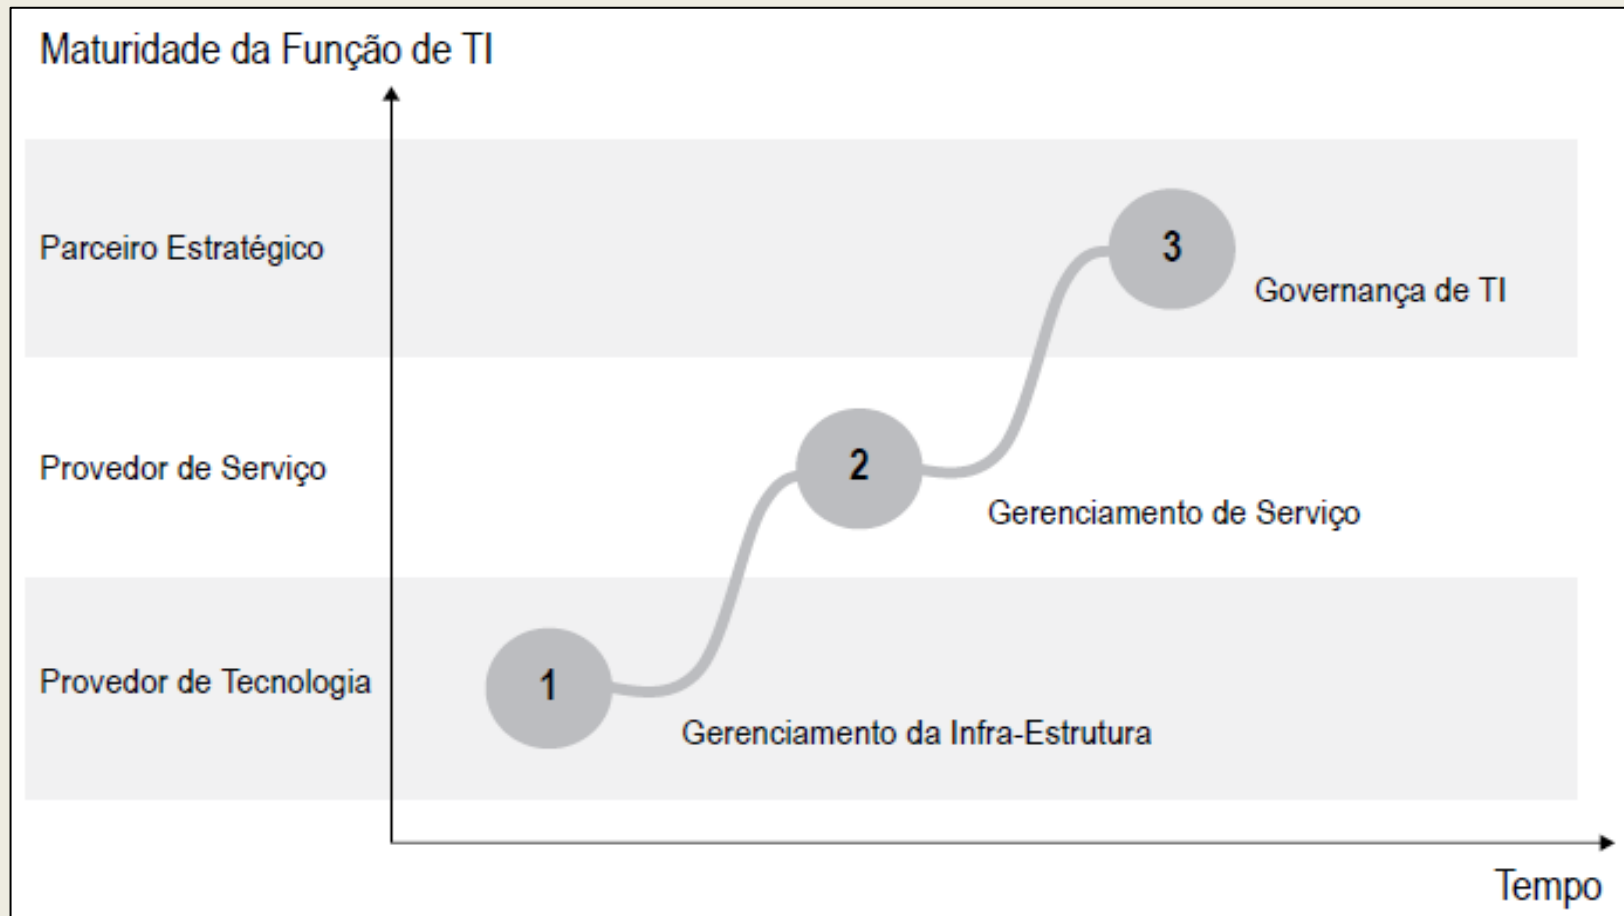 Maturidade da Função de TI
Parceiro Estratégico
3
Governança de TI
Provedor de Serviço
2
Gerenciamento de Serviço
Provedor de Tecnologia
1
Gerenciamento da Infra-Estrutura
Tempo